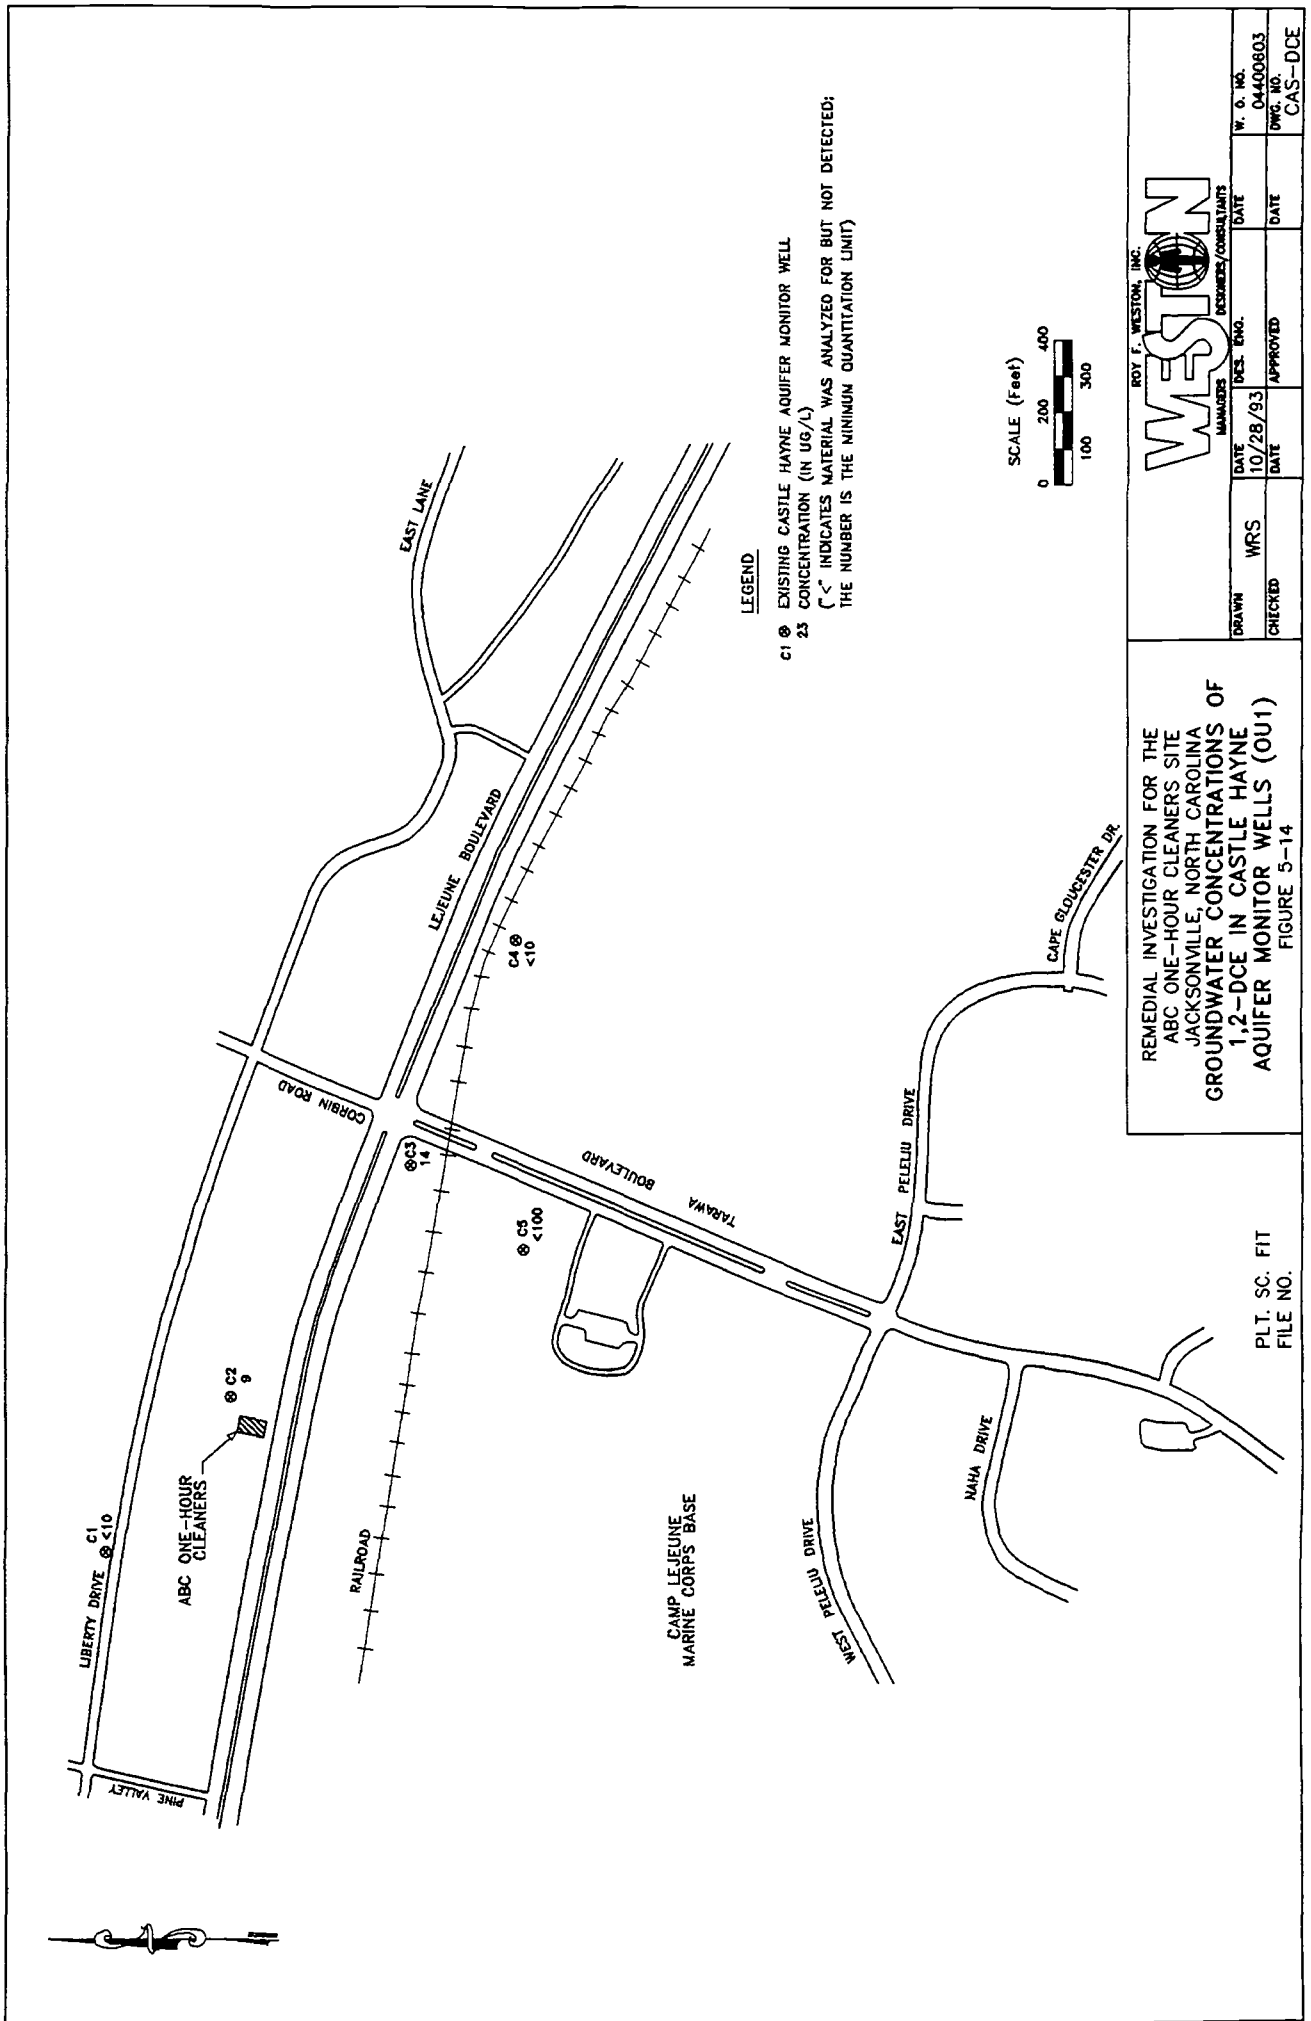 LIBERTY DRIVE
C1
<10
PINE VALLEY
ABC ONE-HOUR
CLEANERS
C2
9
CORBIN ROAD
EAST LANE
LEJEUNE BOULEVARD
RAILROAD
C3
14
C4
<10
C5
<100
TARAWA BOULEVARD
CAMP LEJEUNE
MARINE CORPS BASE
WEST PELELIU DRIVE
EAST PELELIU DRIVE
NAHA DRIVE
CAPE GLOUCESTER DR.
LEGEND
C1 ⊗ EXISTING CASTLE HAYNE AQUIFER MONITOR WELL
23 CONCENTRATION (IN UG/L)
("<" INDICATES MATERIAL WAS ANALYZED FOR BUT NOT DETECTED;
THE NUMBER IS THE MINIMUM QUANTITATION LIMIT)
SCALE (Feet)
0 200 400
100 300
PLT. SC. FIT
FILE NO.
REMEDIAL INVESTIGATION FOR THE
ABC ONE-HOUR CLEANERS SITE
JACKSONVILLE, NORTH CAROLINA
GROUNDWATER CONCENTRATIONS OF
1,2-DCE IN CASTLE HAYNE
AQUIFER MONITOR WELLS (OU1)
FIGURE 5-14
ROY F. WESTON, INC.
WESTON
MANAGERS DESIGNERS/CONSULTANTS
DRAWN WRS
DATE 10/28/93
DES. ENG.
DATE
W. O. NO. 04400803
CHECKED
DATE
APPROVED
DATE
DWG. NO. CAS-DCE